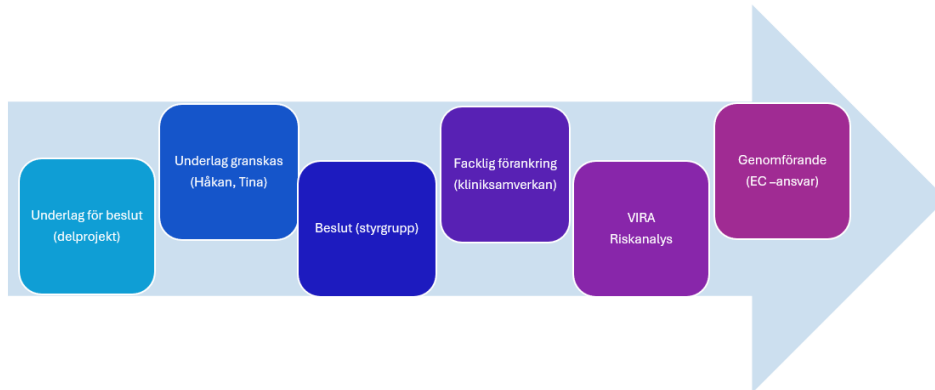 Underlag för beslut
(delprojekt)
Underlag granskas
(Håkan, Tina)
Beslut (styrgrupp)
Facklig förankring
(kliniksamverkan)
VIRA
Riskanalys
Genomförande
(EC –ansvar)